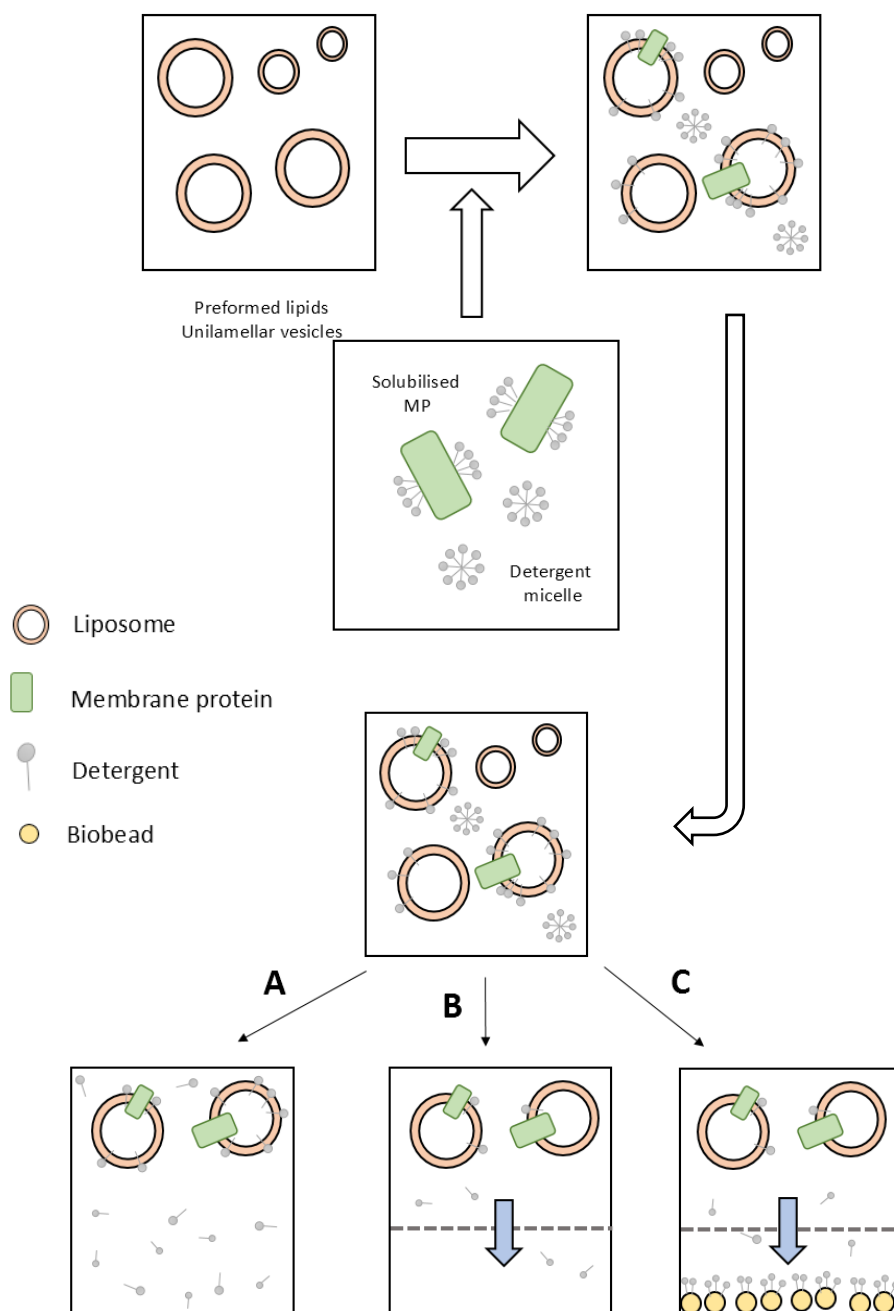 Preformed lipids
Unilamellar vesicles
Solubilised
MP
Detergent
micelle
Liposome
Membrane protein
Detergent
Biobead
A
B
C